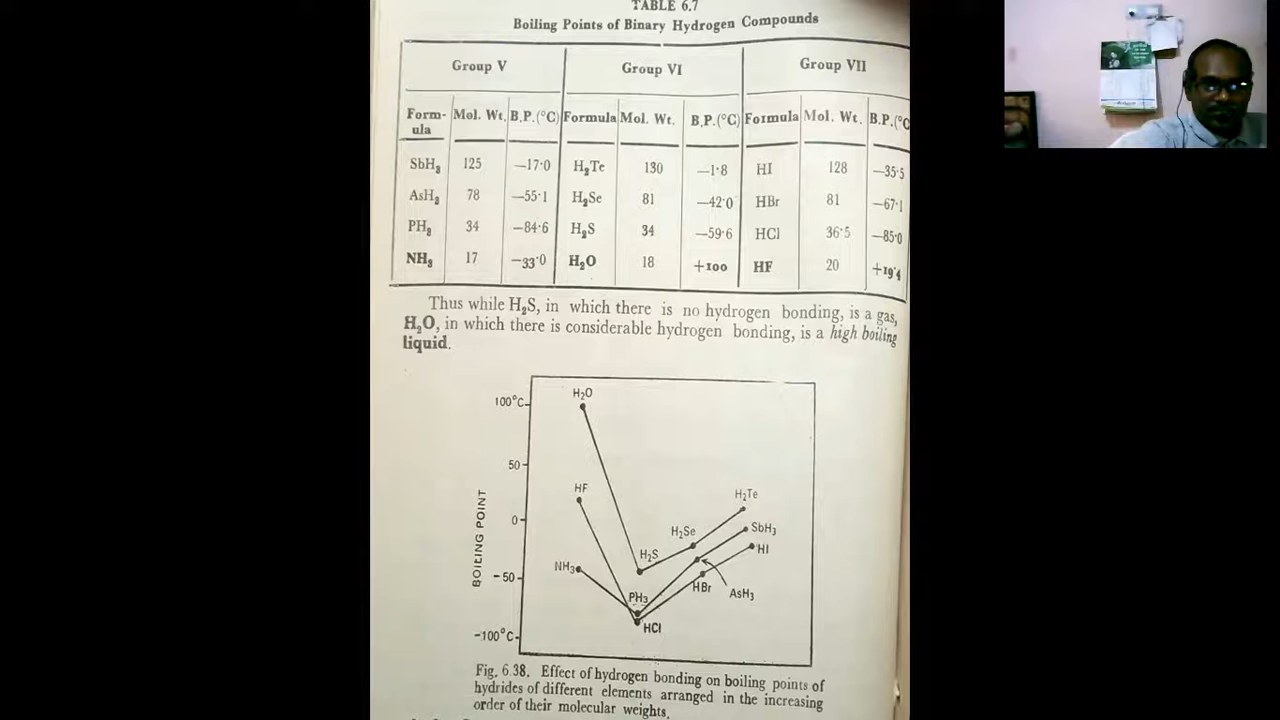 TABLE 6.7
Boiling Points of Binary Hydrogen Compounds
Group V Group VI Group VII
Form-ula Mol. Wt. B.P.(°C) Formula Mol. Wt. B.P.(°C) Formula Mol. Wt. B.P.(°C
SbH₃ 125 —17·0 H₂Te 130 —1·8 HI 128 —35·5
AsH₃ 78 —55·1 H₂Se 81 —42·0 HBr 81 —67·1
PH₃ 34 —84·6 H₂S 34 —59·6 HCl 36·5 —85·0
NH₃ 17 —33·0 H₂O 18 +100 HF 20 +19·4
Thus while H₂S, in which there is no hydrogen bonding, is a gas,
H₂O, in which there is considerable hydrogen bonding, is a high boiling
liquid.
H₂O
100°C
50
HF
H₂Te
0
SbH₃
H₂Se
HI
H₂S
BOILING POINT
NH₃
-50
HBr
AsH₃
PH₃
HCl
-100°C
Fig. 6.38. Effect of hydrogen bonding on boiling points of
hydrides of different elements arranged in the increasing
order of their molecular weights.